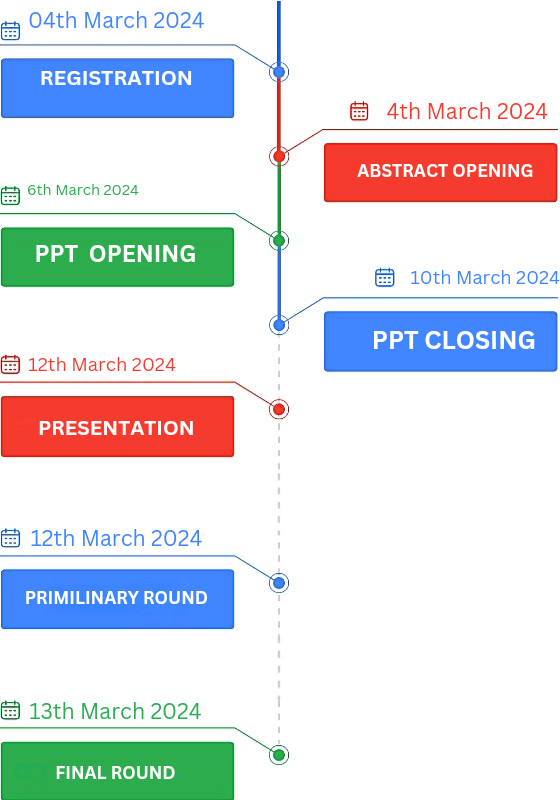 04th March 2024
REGISTRATION
4th March 2024
ABSTRACT OPENING
6th March 2024
PPT OPENING
10th March 2024
PPT CLOSING
12th March 2024
PRESENTATION
12th March 2024
PRIMILINARY ROUND
13th March 2024
FINAL ROUND